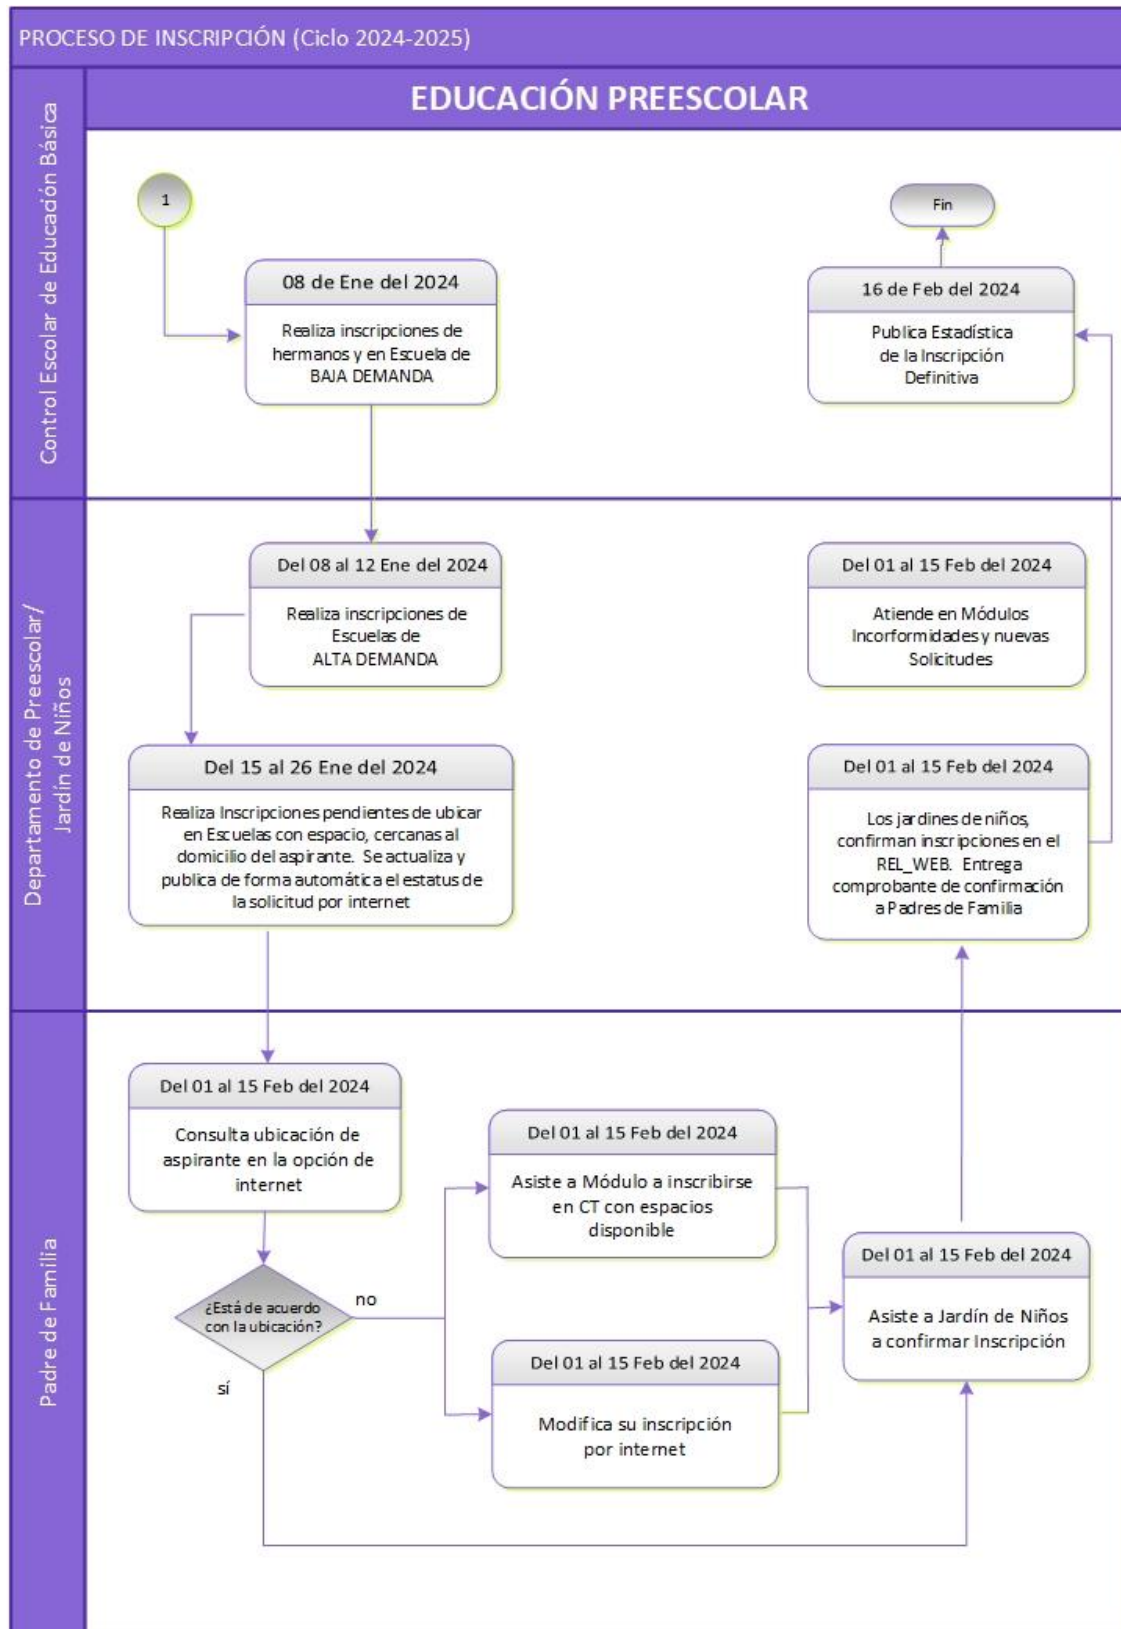 PROCESO DE INSCRIPCIÓN (Ciclo 2024-2025)
EDUCACIÓN PREESCOLAR
Control Escolar de Educación Básica
1
08 de Ene del 2024
Realiza inscripciones de
hermanos y en Escuela de
BAJA DEMANDA
Fin
16 de Feb del 2024
Publica Estadística
de la Inscripción
Definitiva
Departamento de Preescolar/
Jardín de Niños
Del 08 al 12 Ene del 2024
Realiza inscripciones de
Escuelas de
ALTA DEMANDA
Del 15 al 26 Ene del 2024
Realiza Inscripciones pendientes de ubicar
en Escuelas con espacio, cercanas al
domicilio del aspirante. Se actualiza y
publica de forma automática el estatus de
la solicitud por internet
Del 01 al 15 Feb del 2024
Atiende en Módulos
Incorformidades y nuevas
Solicitudes
Del 01 al 15 Feb del 2024
Los jardines de niños,
confirman inscripciones en el
REL_WEB. Entrega
comprobante de confirmación
a Padres de Familia
Padre de Familia
Del 01 al 15 Feb del 2024
Consulta ubicación de
aspirante en la opción de
internet
¿Está de acuerdo
con la ubicación?
no
sí
Del 01 al 15 Feb del 2024
Asiste a Módulo a inscribirse
en CT con espacios
disponible
Del 01 al 15 Feb del 2024
Modifica su inscripción
por internet
Del 01 al 15 Feb del 2024
Asiste a Jardín de Niños
a confirmar Inscripción